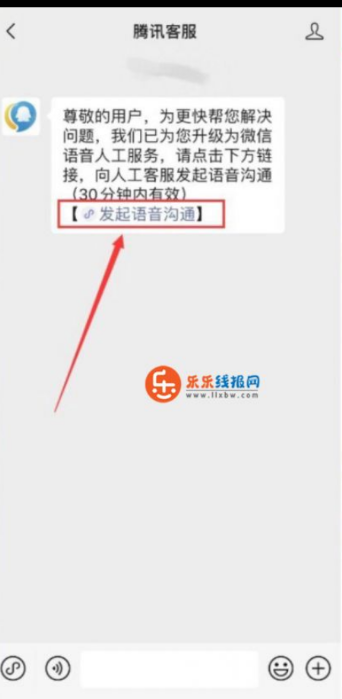 腾讯客服
尊敬的用户，为更快帮您解决
问题，我们已为您升级为微信
语音人工服务，请点击下方链
接，向人工客服发起语音沟通
（30分钟内有效）
【发起语音沟通】
乐乐线报网
www.llxbw.com